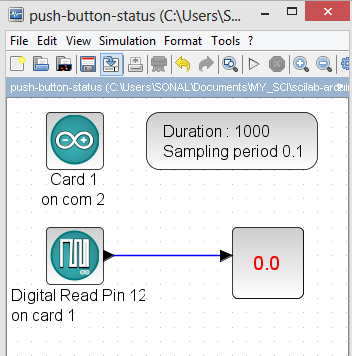 push-button-status (C:\Users\S...
File Edit View Simulation Format Tools ?
push-button-status (C:\Users\SONAL\Documents\MY_SCI\scilab-arduin
Duration : 1000
Sampling period 0.1
Card 1
on com 2
0.0
Digital Read Pin 12
on card 1